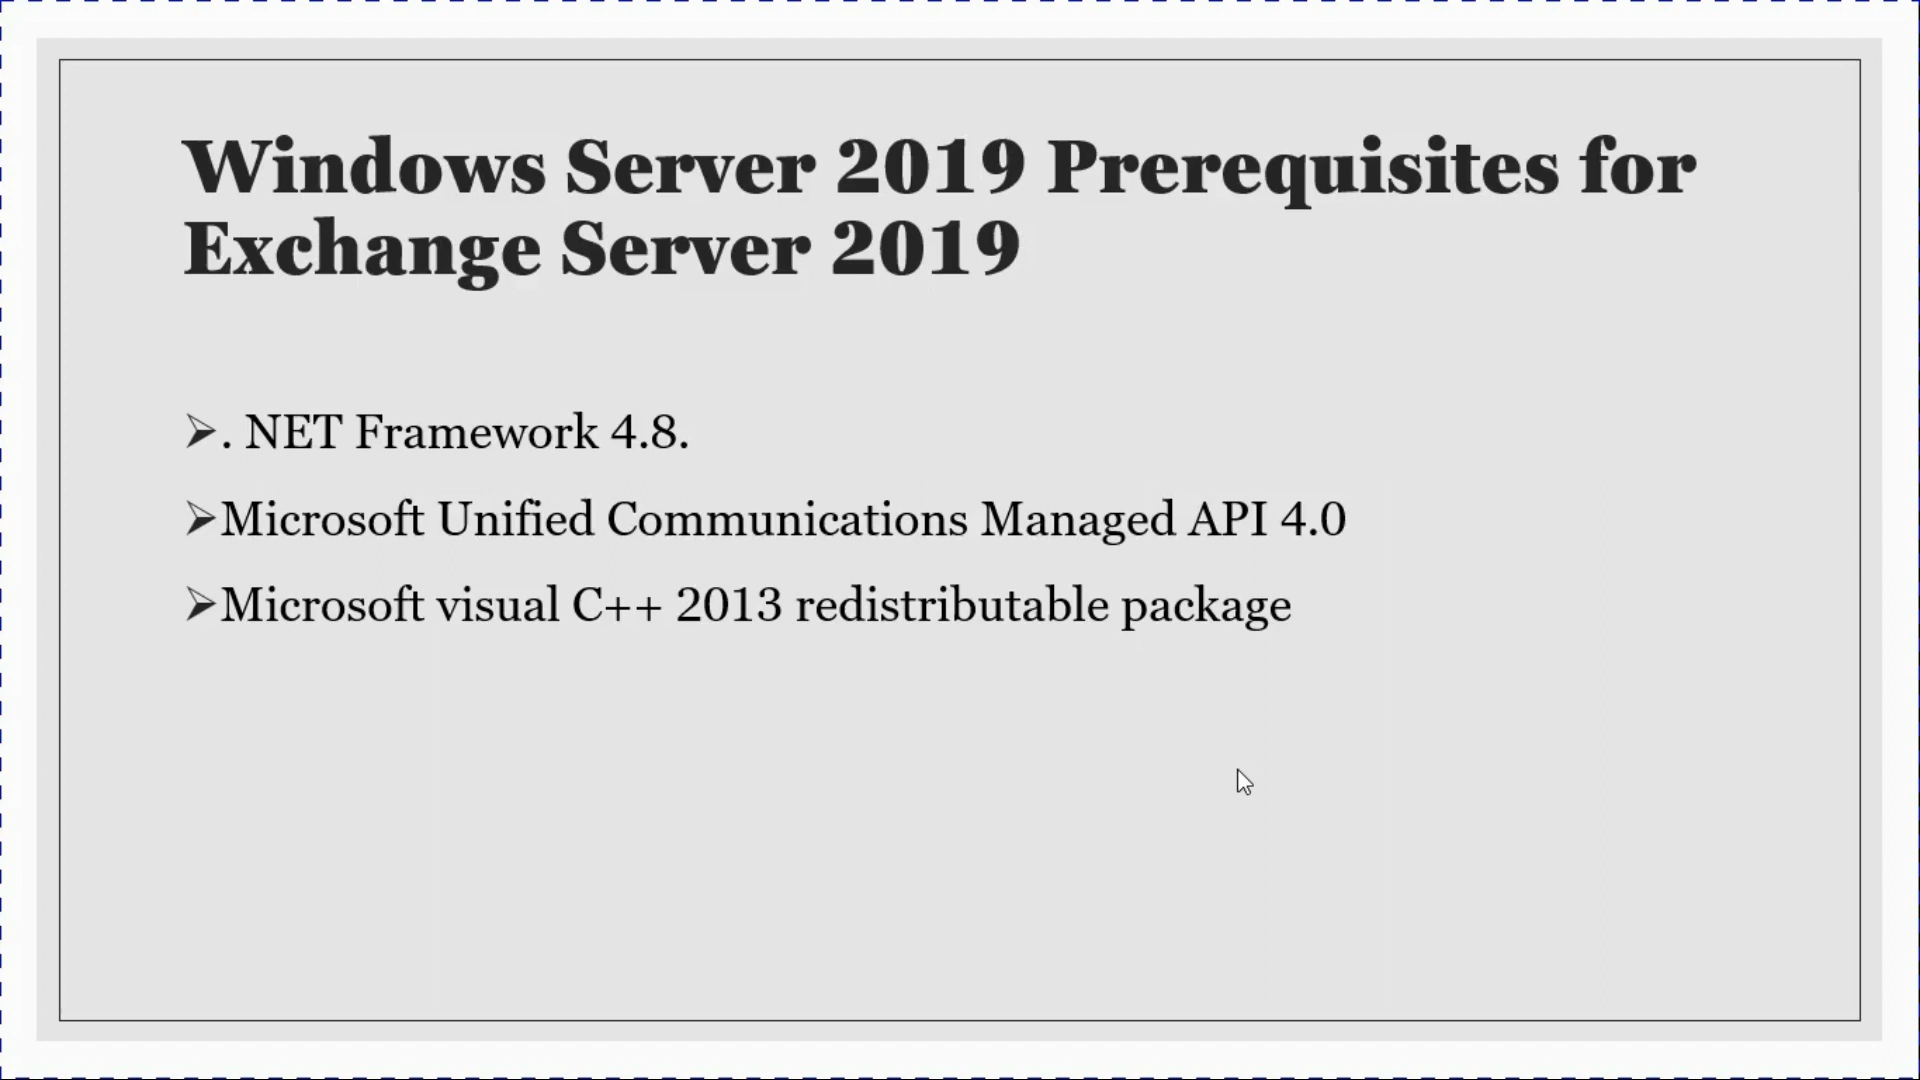 Windows Server 2019 Prerequisites for
Exchange Server 2019
➢. NET Framework 4.8.
➢Microsoft Unified Communications Managed API 4.0
➢Microsoft visual C++ 2013 redistributable package